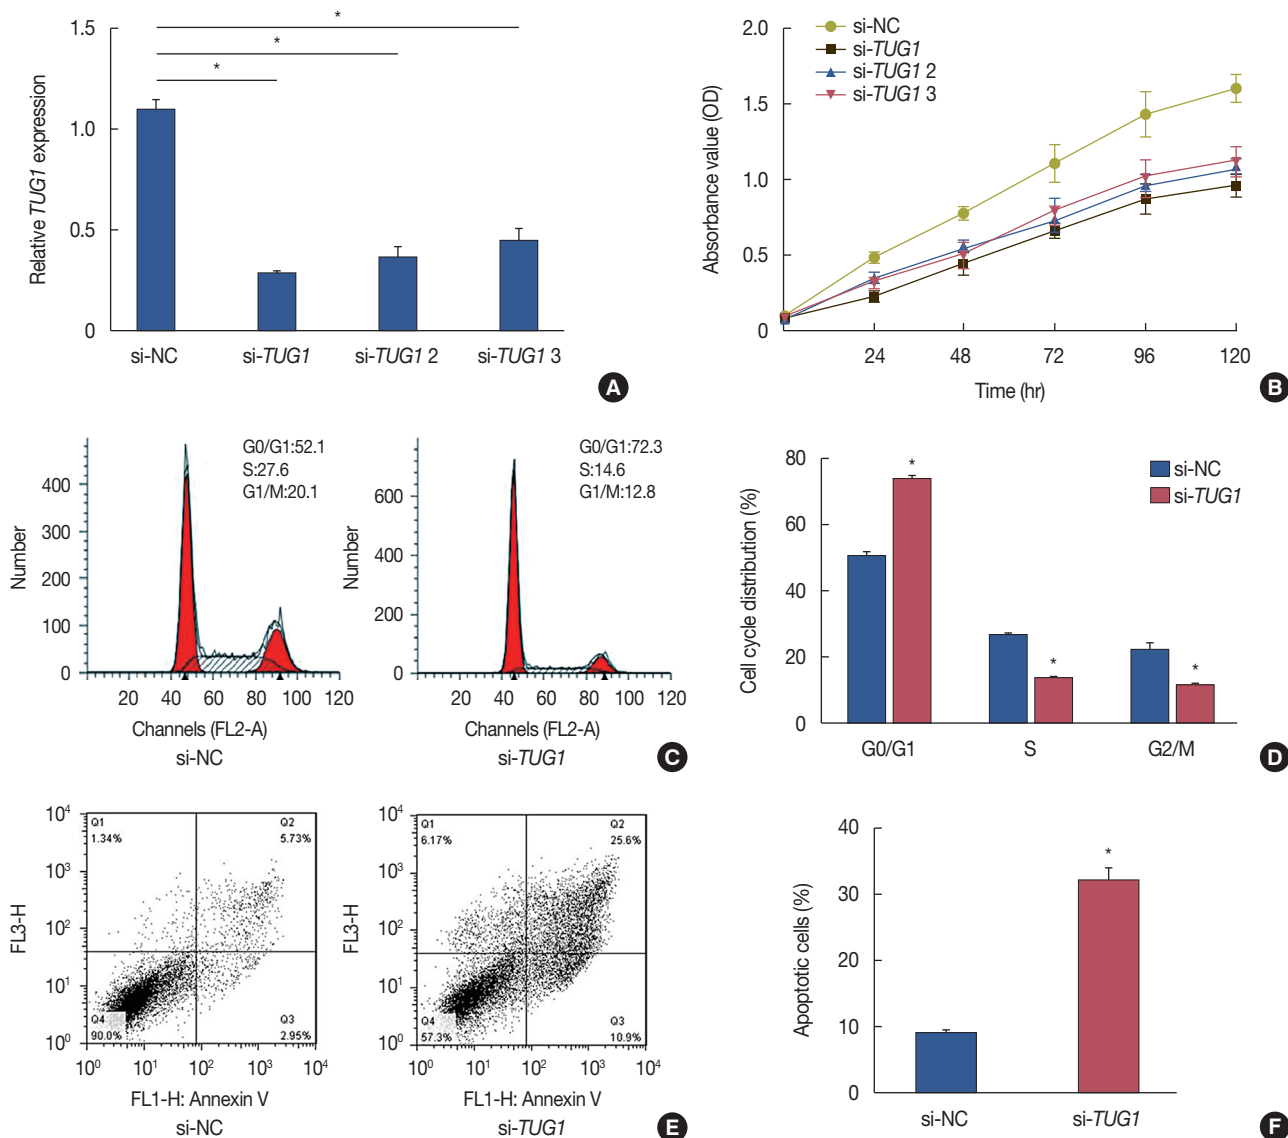 1.5
1.0
0.5
0
Relative TUG1 expression
*
*
*
si-NC si-TUG1 si-TUG1 2 si-TUG1 3
A
si-NC
si-TUG1
si-TUG1 2
si-TUG1 3
2.0
1.5
1.0
0.5
0
Absorbance value (OD)
24 48 72 96 120
Time (hr)
B
G0/G1:52.1
S:27.6
G1/M:20.1
400
300
200
100
0
Number
0 20 40 60 80 100 120
Channels (FL2-A)
si-NC
G0/G1:72.3
S:14.6
G1/M:12.8
600
400
200
0
Number
0 20 40 60 80 100 120
Channels (FL2-A)
si-TUG1
C
80
60
40
20
0
Cell cycle distribution (%)
si-NC
si-TUG1
*
*
*
G0/G1 S G2/M
D
10⁴
10³
10²
10¹
10⁰
FL3-H
Q1
1.34%
Q2
5.73%
Q4
90.0%
Q3
2.95%
10⁰ 10¹ 10² 10³ 10⁴
FL1-H: Annexin V
si-NC
10⁴
10³
10²
10¹
10⁰
FL3-H
Q1
6.17%
Q2
25.6%
Q4
57.3%
Q3
10.9%
10⁰ 10¹ 10² 10³ 10⁴
FL1-H: Annexin V
si-TUG1
E
40
30
20
10
0
Apoptotic cells (%)
*
si-NC si-TUG1
F